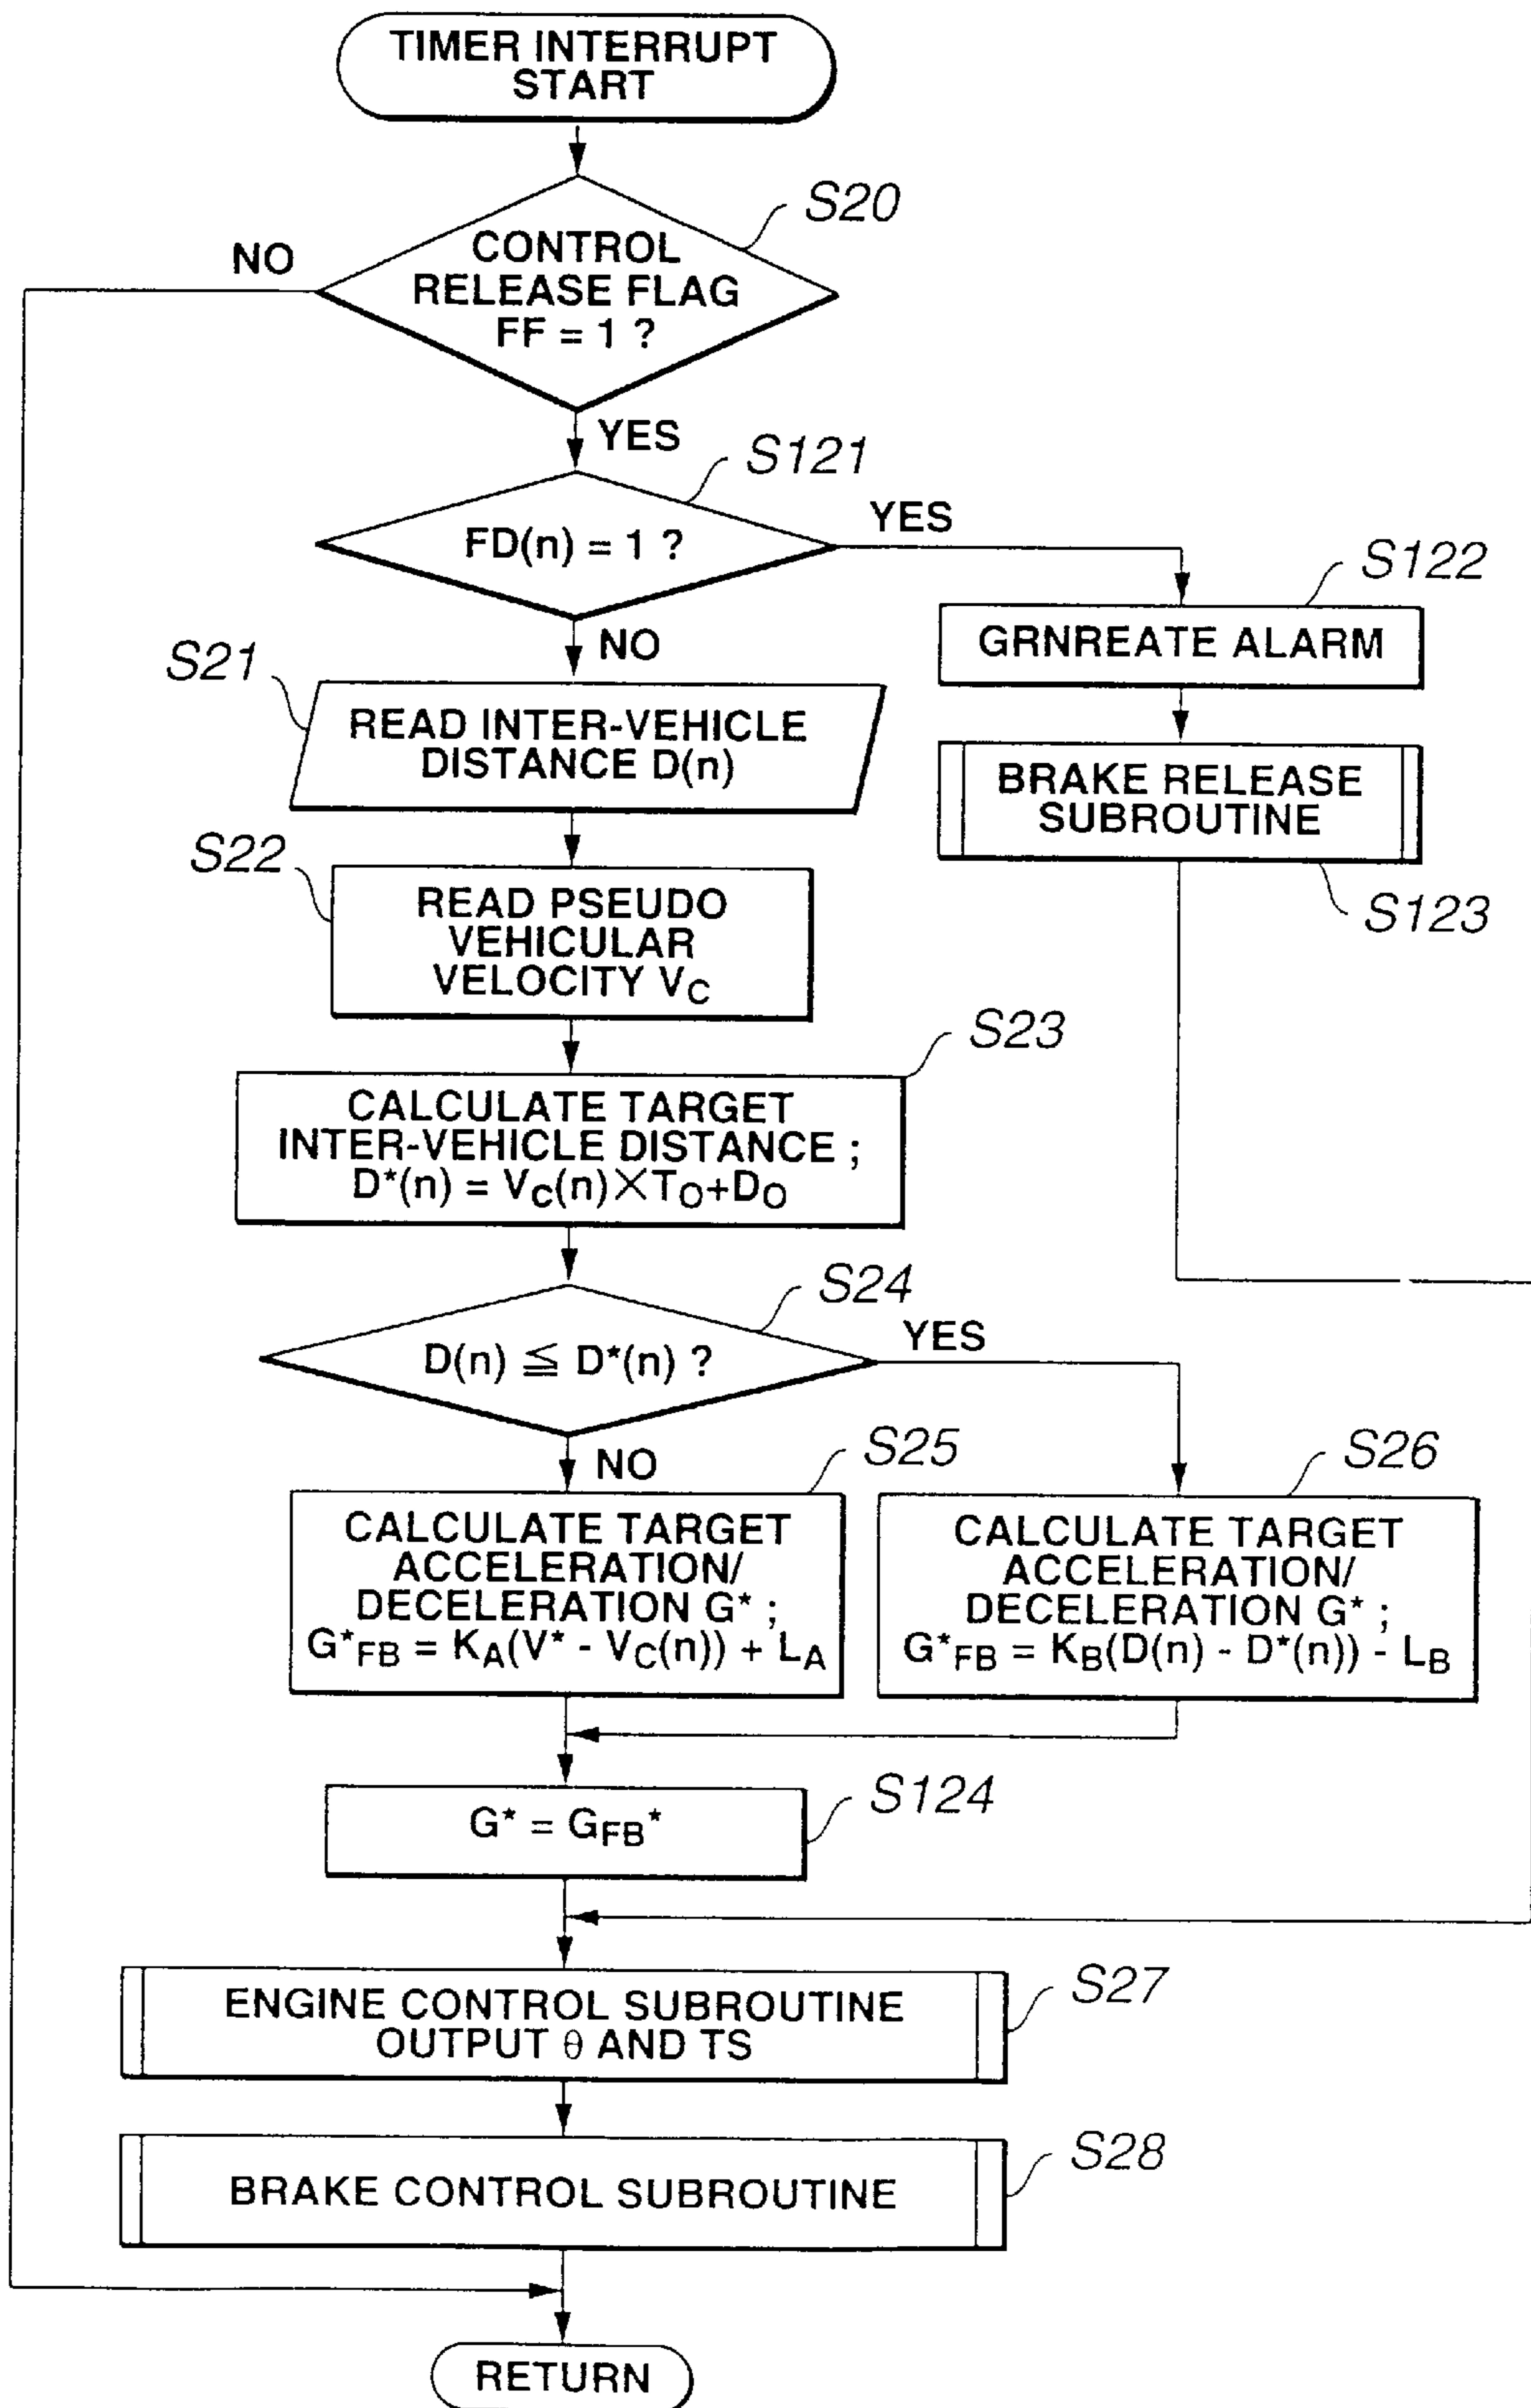 TIMER INTERRUPT
START
S20
NO
CONTROL
RELEASE FLAG
FF = 1 ?
YES
S121
FD(n) = 1 ?
YES
NO
S122
GRNREATE ALARM
S21
READ INTER-VEHICLE
DISTANCE D(n)
BRAKE RELEASE
SUBROUTINE
S123
S22
READ PSEUDO
VEHICULAR
VELOCITY VC
S23
CALCULATE TARGET
INTER-VEHICLE DISTANCE ;
D*(n) = VC(n)×TO+DO
S24
D(n) ≦ D*(n) ?
YES
NO
S25
CALCULATE TARGET
ACCELERATION/
DECELERATION G* ;
G*FB = KA(V* - VC(n)) + LA
S26
CALCULATE TARGET
ACCELERATION/
DECELERATION G* ;
G*FB = KB(D(n) - D*(n)) - LB
S124
G* = GFB*
S27
ENGINE CONTROL SUBROUTINE
OUTPUT θ AND TS
S28
BRAKE CONTROL SUBROUTINE
RETURN